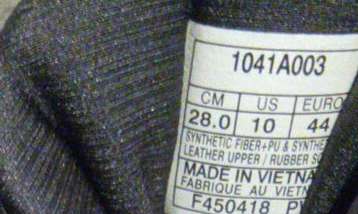 1041A003
CM US EURO
28.0 10 44
SYNTHETIC FIBER+PU & SYNTHE
LEATHER UPPER / RUBBER SO
MADE IN VIETNA
FABRIQUE AU VIETN
F450418